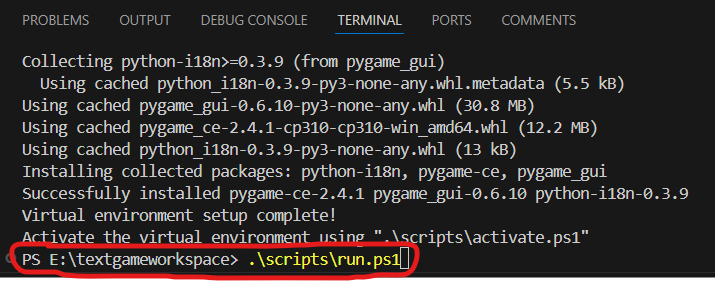 PROBLEMS OUTPUT DEBUG CONSOLE TERMINAL PORTS COMMENTS
Collecting python-i18n>=0.3.9 (from pygame_gui)
Using cached python_i18n-0.3.9-py3-none-any.whl.metadata (5.5 kB)
Using cached pygame_gui-0.6.10-py3-none-any.whl (30.8 MB)
Using cached pygame_ce-2.4.1-cp310-cp310-win_amd64.whl (12.2 MB)
Using cached python_i18n-0.3.9-py3-none-any.whl (13 kB)
Installing collected packages: python-i18n, pygame-ce, pygame_gui
Successfully installed pygame-ce-2.4.1 pygame_gui-0.6.10 python-i18n-0.3.9
Virtual environment setup complete!
Activate the virtual environment using ".\scripts\activate.ps1"
PS E:\textgameworkspace> .\scripts\run.ps1